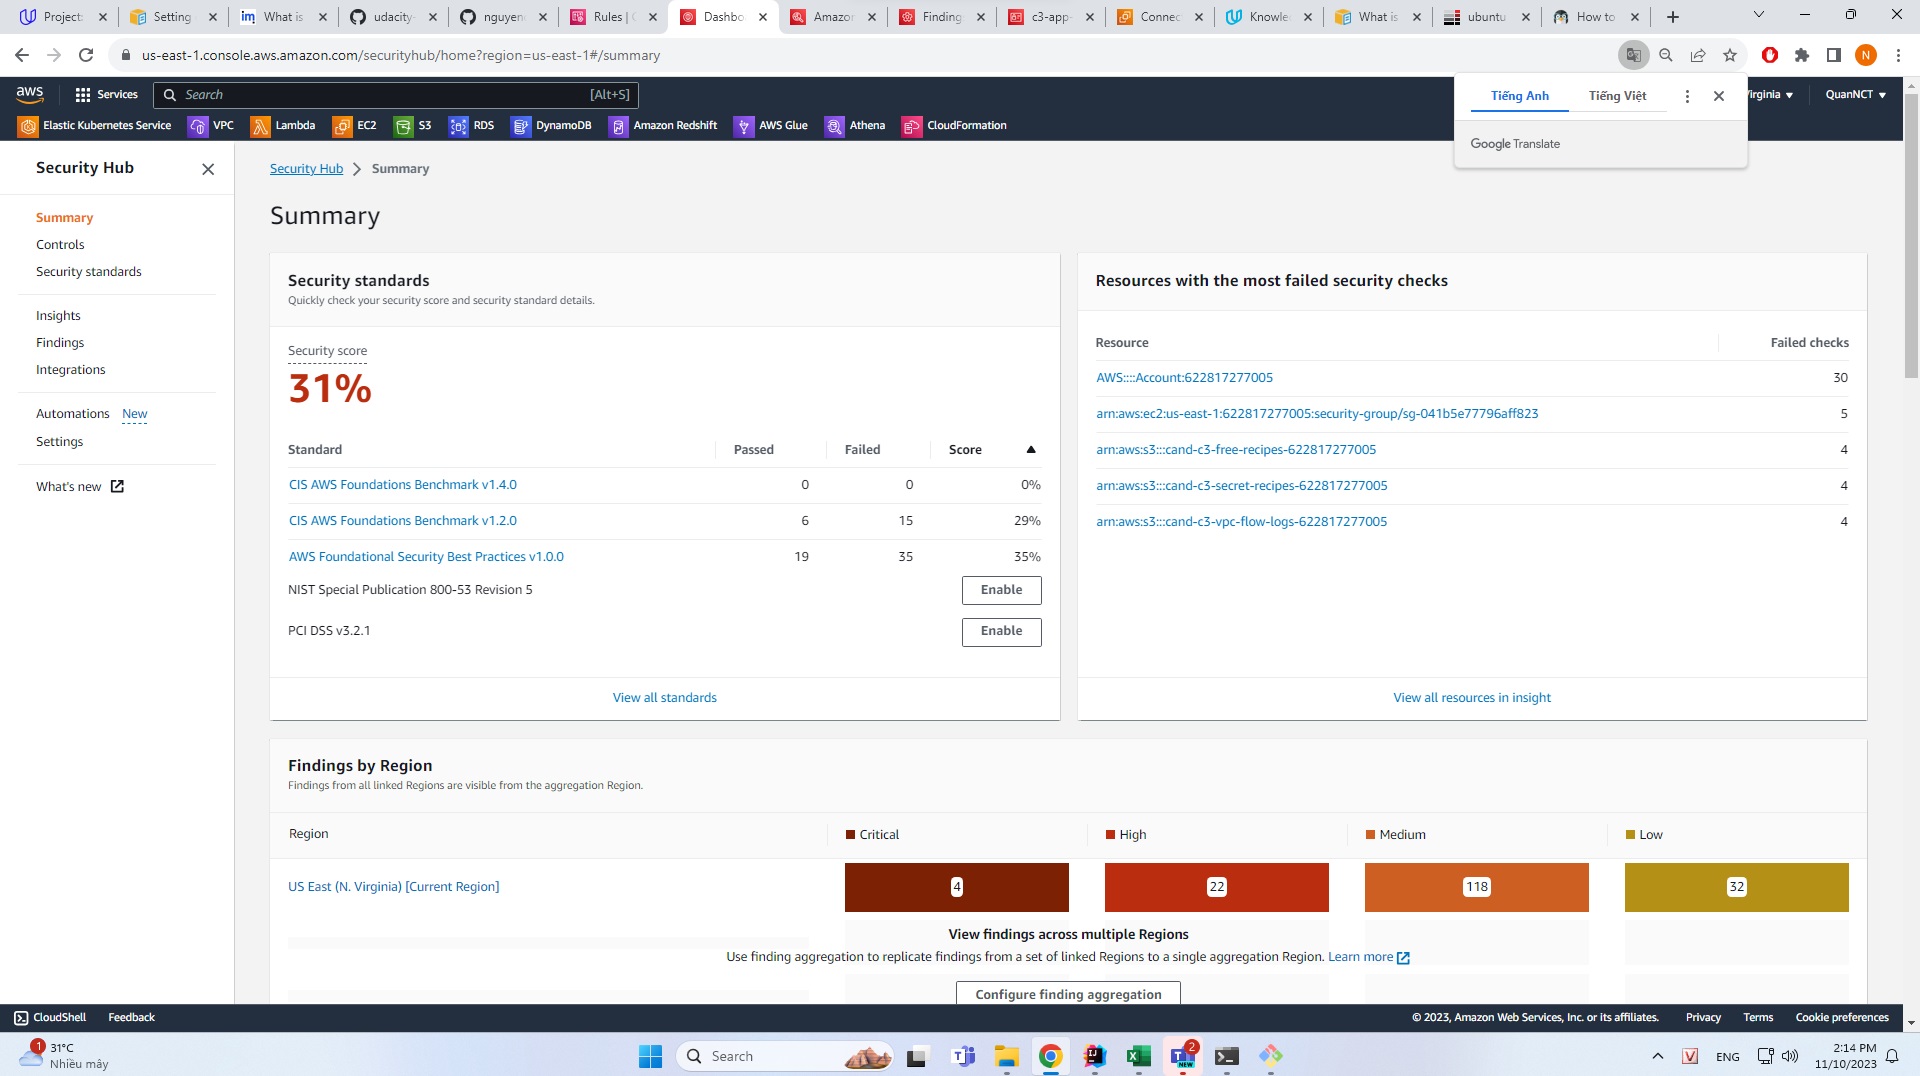 Project:
Setting
What is
udacity-
nguyen
Rules | C
Dashbo
Amazon
Finding
c3-app-
Connec
Knowle
What is
ubuntu
How to
us-east-1.console.aws.amazon.com/securityhub/home?region=us-east-1#/summary
N
aws
Services
Search
[Alt+S]
Tiếng Anh
Tiếng Việt
Virginia
QuanNCT
Google Translate
Elastic Kubernetes Service
VPC
Lambda
EC2
S3
RDS
DynamoDB
Amazon Redshift
AWS Glue
Athena
CloudFormation
Security Hub
Summary
Controls
Security standards
Insights
Findings
Integrations
Automations New
Settings
What's new
Security Hub > Summary
Summary
Security standards
Quickly check your security score and security standard details.
Security score
31%
Standard Passed Failed Score
CIS AWS Foundations Benchmark v1.4.0 0 0 0%
CIS AWS Foundations Benchmark v1.2.0 6 15 29%
AWS Foundational Security Best Practices v1.0.0 19 35 35%
NIST Special Publication 800-53 Revision 5 Enable
PCI DSS v3.2.1 Enable
View all standards
Resources with the most failed security checks
Resource Failed checks
AWS::::Account:622817277005 30
arn:aws:ec2:us-east-1:622817277005:security-group/sg-041b5e77796aff823 5
arn:aws:s3:::cand-c3-free-recipes-622817277005 4
arn:aws:s3:::cand-c3-secret-recipes-622817277005 4
arn:aws:s3:::cand-c3-vpc-flow-logs-622817277005 4
View all resources in insight
Findings by Region
Findings from all linked Regions are visible from the aggregation Region.
Region Critical High Medium Low
US East (N. Virginia) [Current Region] 4 22 118 32
View findings across multiple Regions
Use finding aggregation to replicate findings from a set of linked Regions to a single aggregation Region. Learn more
Configure finding aggregation
CloudShell
Feedback
© 2023, Amazon Web Services, Inc. or its affiliates.
Privacy
Terms
Cookie preferences
1
31°C
Nhiều mây
Search
2
NEW
V
ENG
2:14 PM
11/10/2023